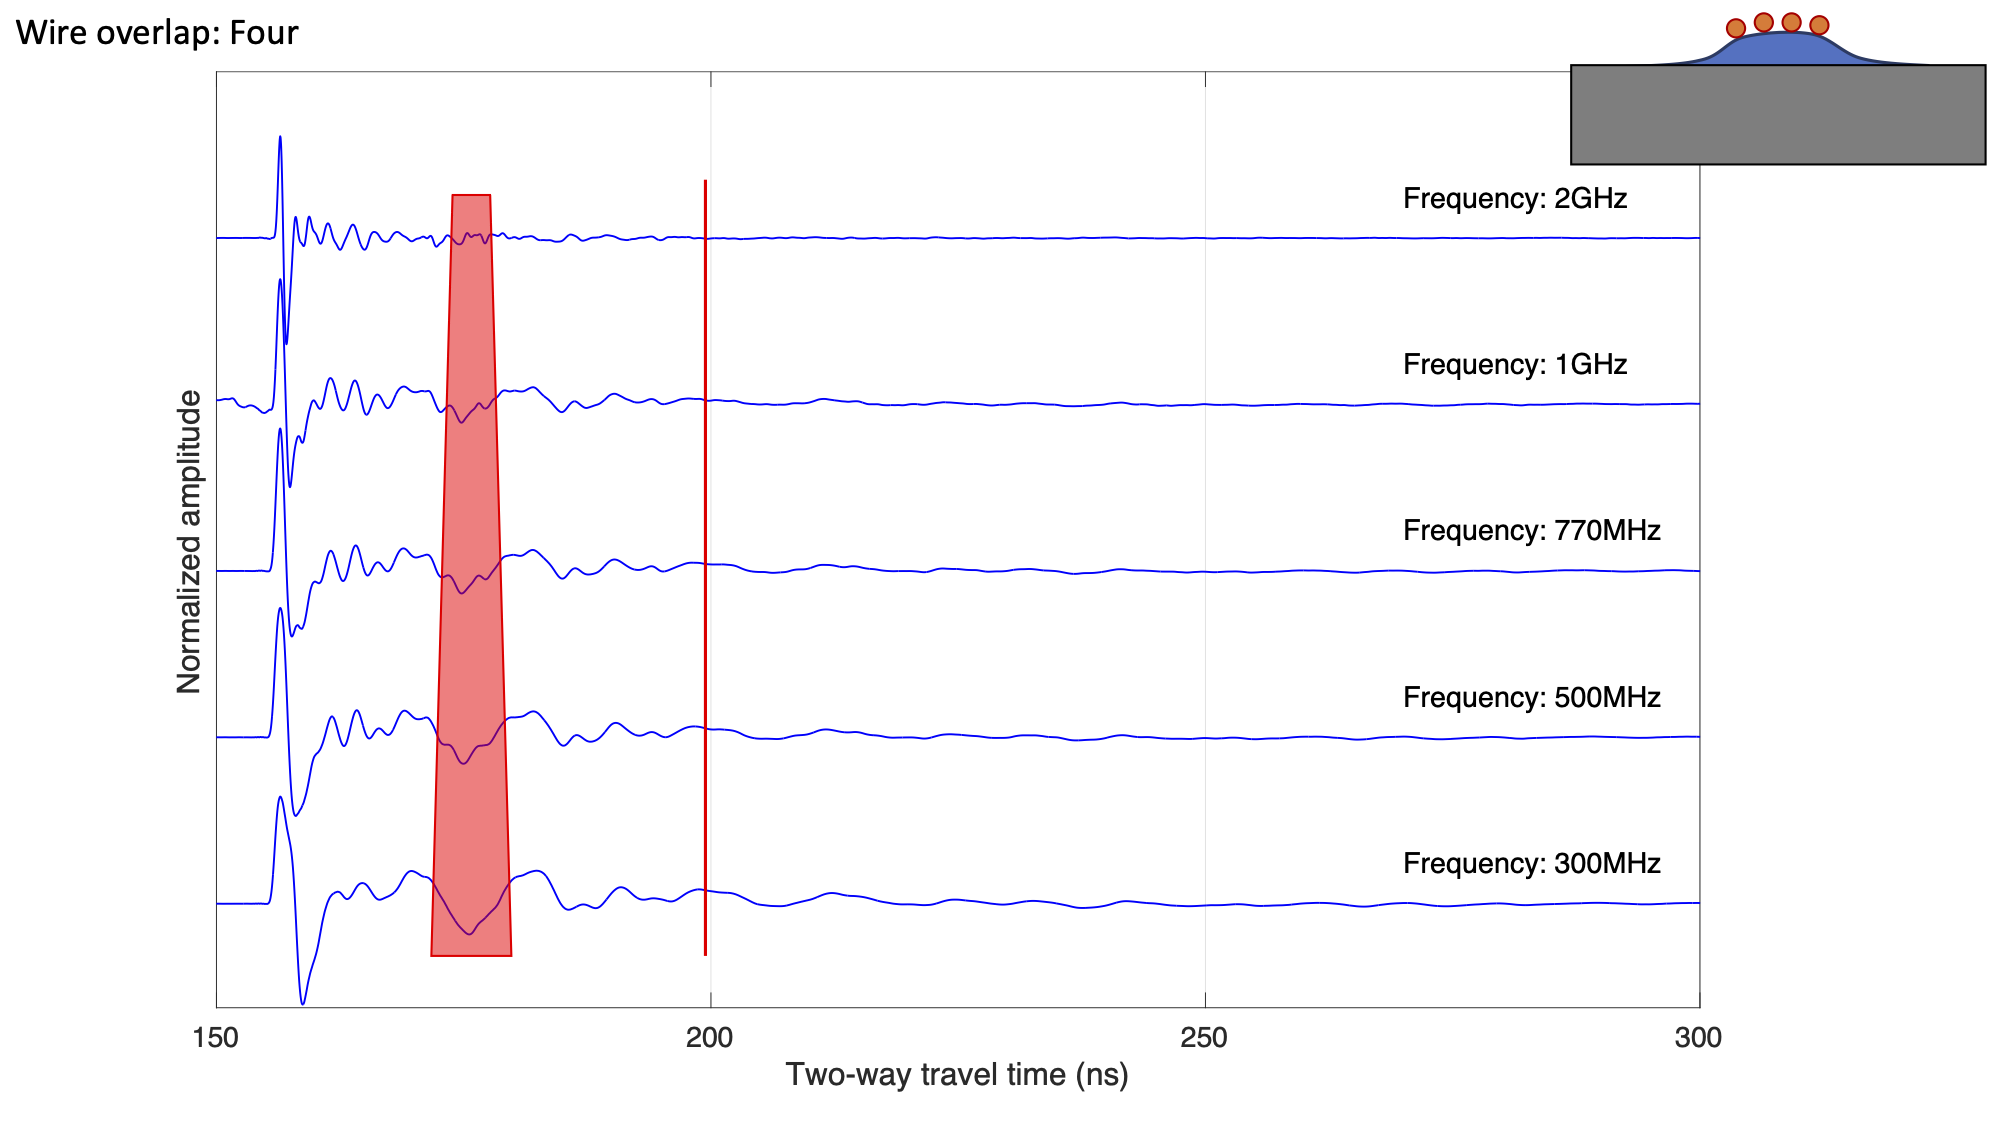 Wire overlap: Four
Frequency: 2GHz
Frequency: 1GHz
Frequency: 770MHz
Frequency: 500MHz
Frequency: 300MHz
Normalized amplitude
150 200 250 300
Two-way travel time (ns)